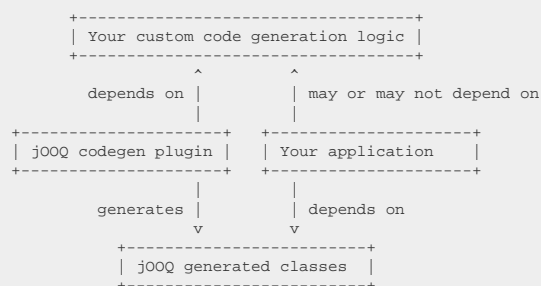 Your custom code generation logic
depends on
may or may not depend on
jOOQ codegen plugin
Your application
generates
depends on
jOOQ generated classes